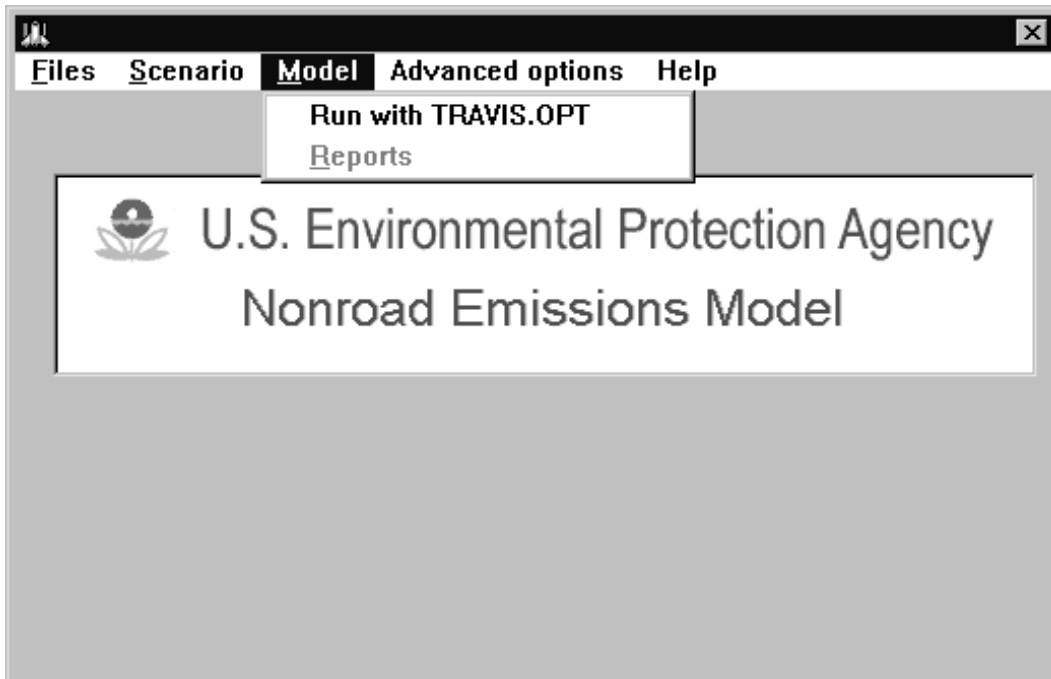 Files Scenario Model Advanced options Help
Run with TRAVIS.OPT
Reports
U.S. Environmental Protection Agency
Nonroad Emissions Model